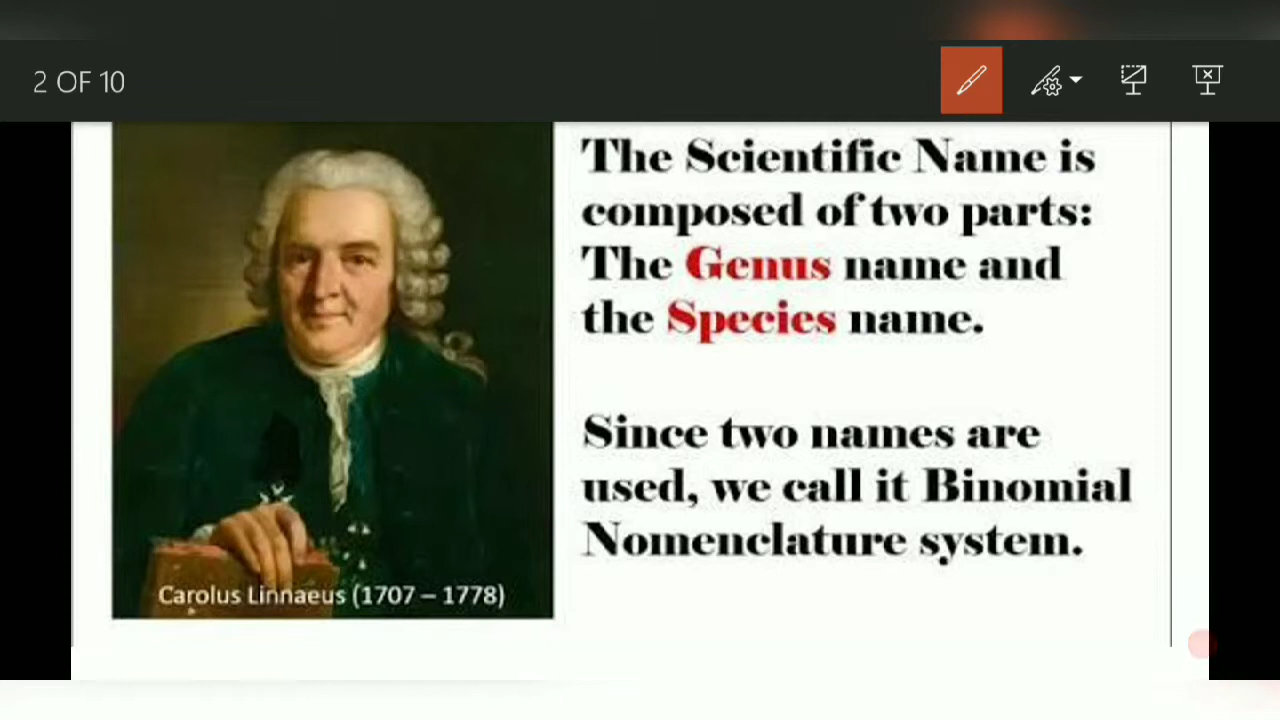 2 OF 10
The Scientific Name is
composed of two parts:
The Genus name and
the Species name.
Since two names are
used, we call it Binomial
Nomenclature system.
Carolus Linnaeus (1707 – 1778)